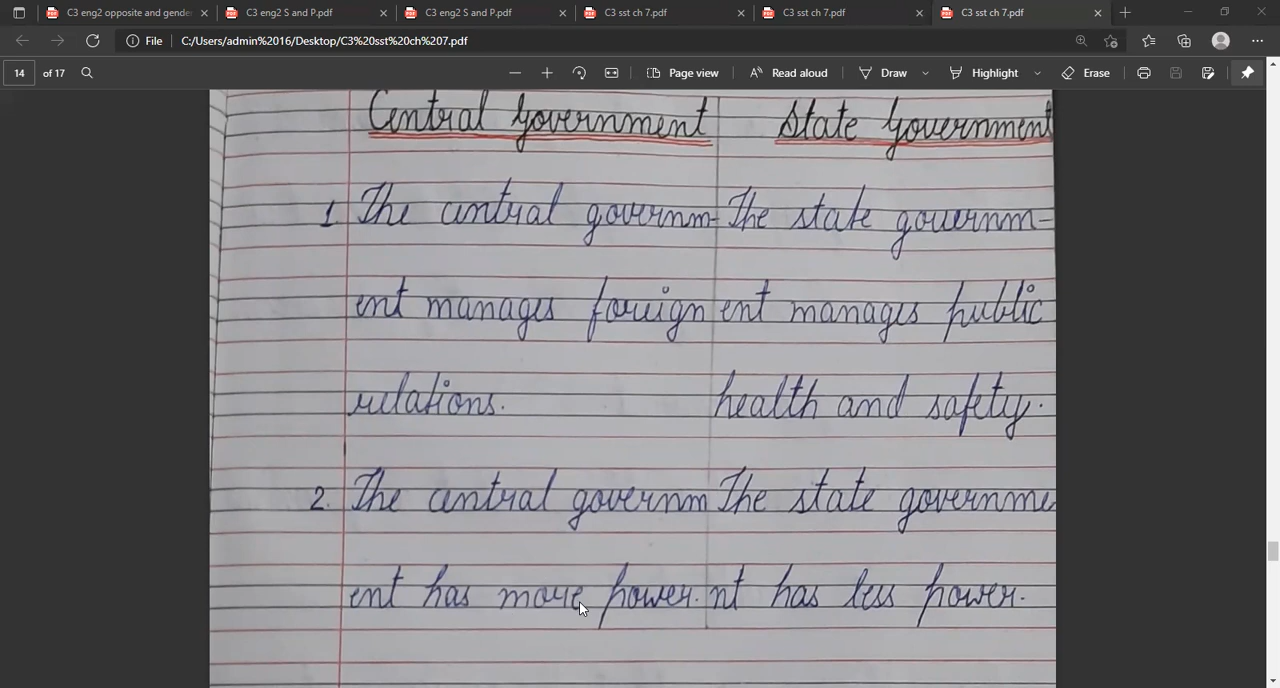 C3 eng2 opposite and gende
C3 eng2 S and P.pdf
C3 eng2 S and P.pdf
C3 sst ch 7.pdf
C3 sst ch 7.pdf
C3 sst ch 7.pdf
File C:/Users/admin%2016/Desktop/C3%20sst%20ch%207.pdf
14 of 17 Page view Read aloud Draw Highlight Erase
Central Government State Government
1. The central governm- The state governm-
ent manages foreign ent manages public
relations. health and safety.
2. The central governm The state governme
ent has more power. nt has less power.